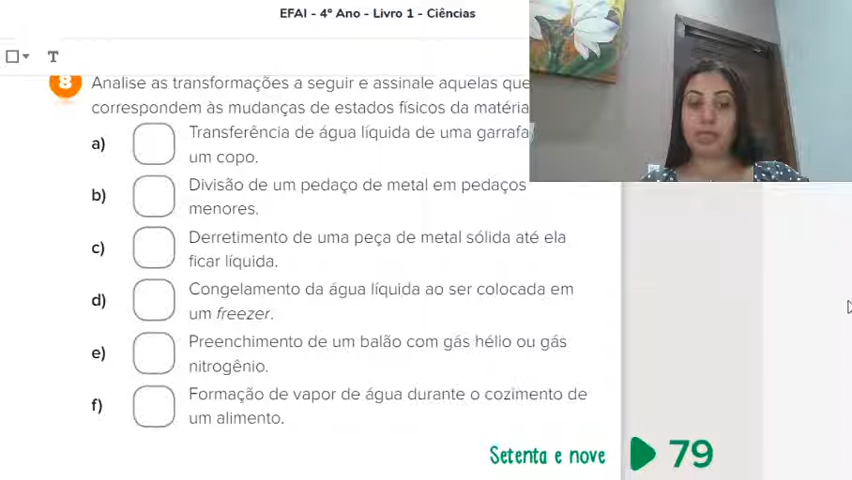 EFAI - 4º Ano - Livro 1 - Ciências
T
8 Analise as transformações a seguir e assinale aquelas que
correspondem às mudanças de estados físicos da matéria
a) Transferência de água líquida de uma garrafa
um copo.
b) Divisão de um pedaço de metal em pedaços
menores.
c) Derretimento de uma peça de metal sólida até ela
ficar líquida.
d) Congelamento da água líquida ao ser colocada em
um freezer.
e) Preenchimento de um balão com gás hélio ou gás
nitrogênio.
f) Formação de vapor de água durante o cozimento de
um alimento.
Setenta e nove 79